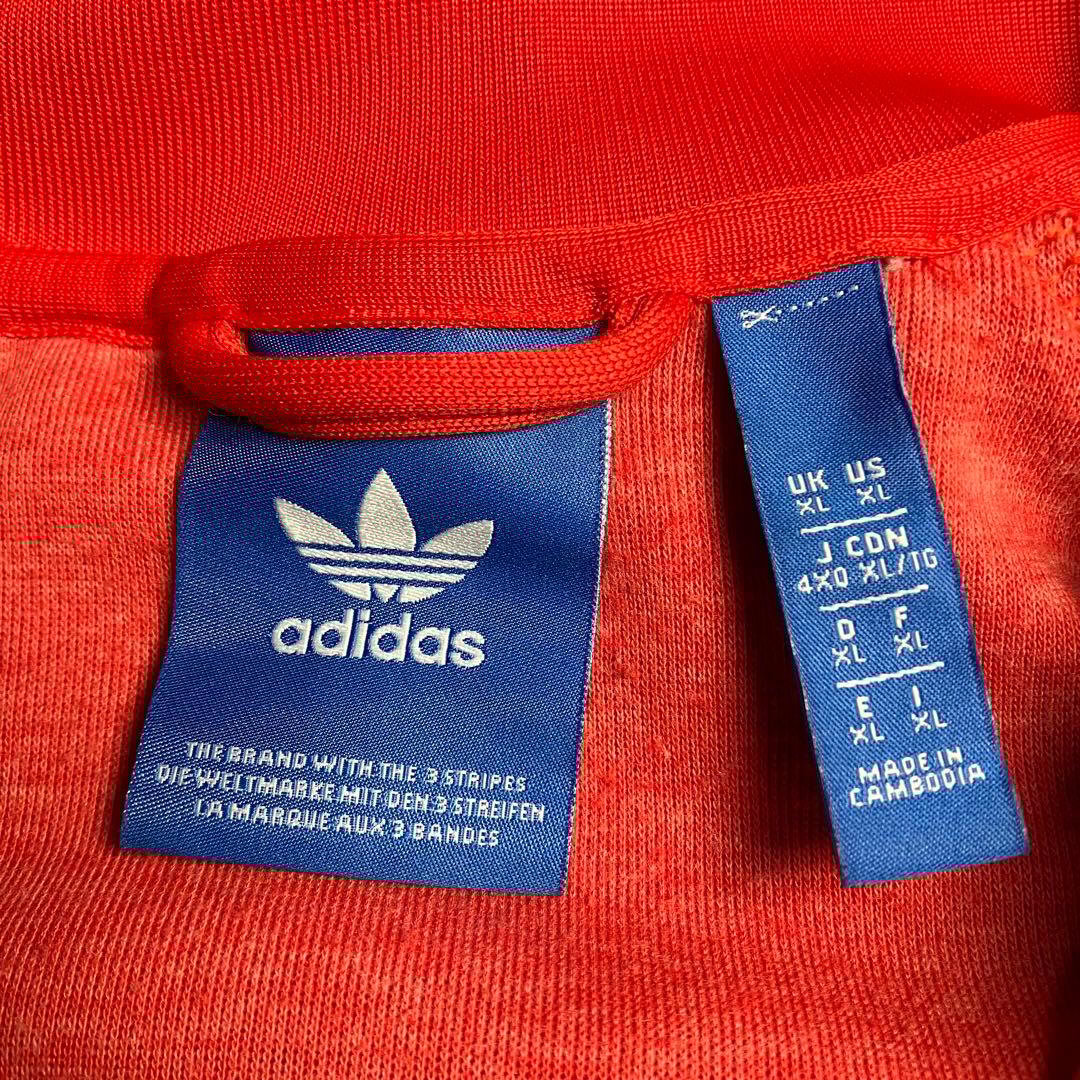 adidas
THE BRAND WITH THE 3 STRIPES
DIE WELTMARKE MIT DEN 3 STREIFEN
LA MARQUE AUX 3 BANDES
UK US
XL XL
J CDN
4XO XL/TG
D F
XL XL
E I
XL XL
MADE IN
CAMBODIA